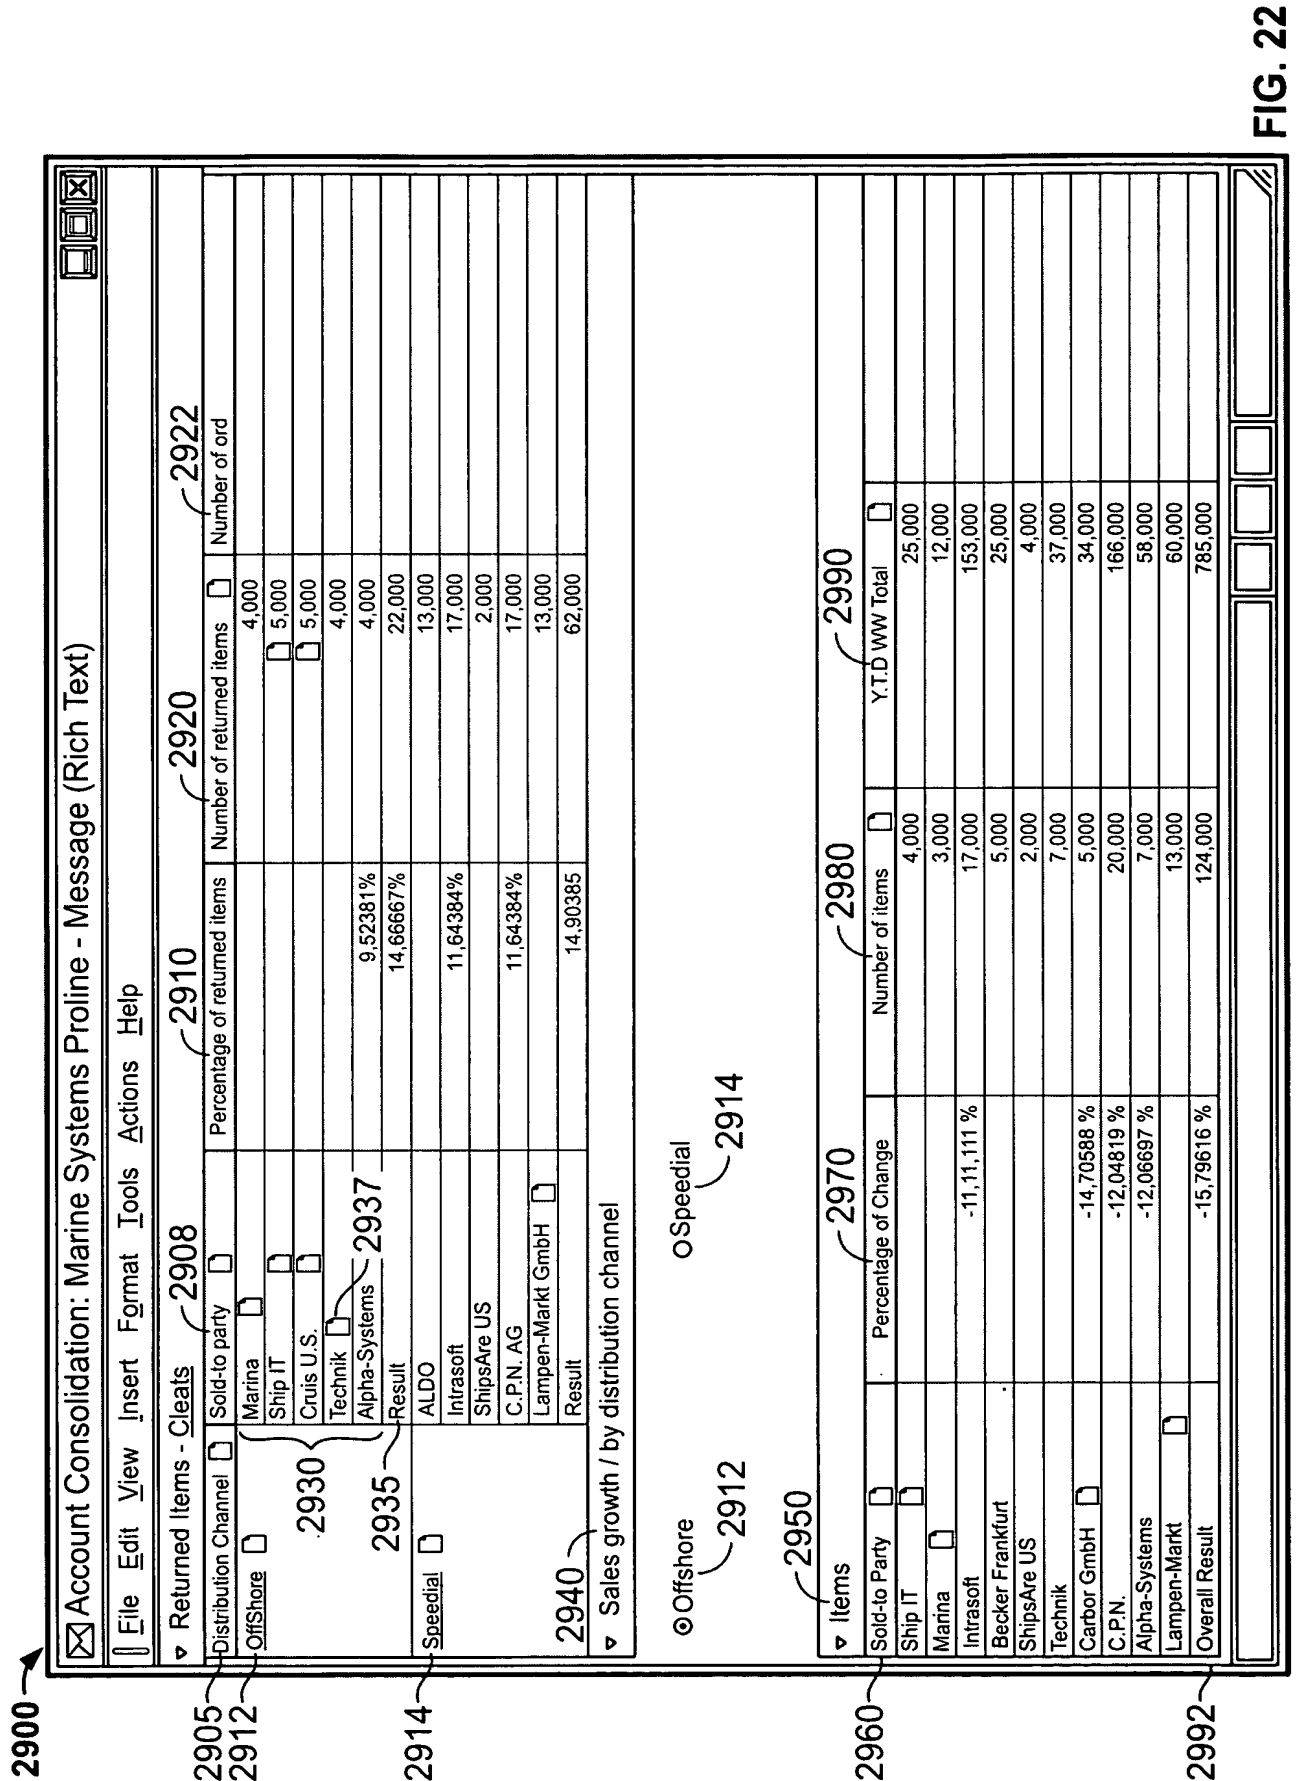 2900
Account Consolidation: Marine Systems Proline - Message (Rich Text)
File Edit View Insert Format Tools Actions Help
Returned Items - Cleats 2908 2910 2920 2922
2905 Distribution Channel Sold-to party Percentage of returned items Number of returned items Number of ord
2912 OffShore Marina 4,000
Ship IT 5,000
2930 Cruis U.S. 5,000
Technik 2937 4,000
Alpha-Systems 9,52381% 4,000
2935 Result 14,66667% 22,000
2914 Speedial ALDO 13,000
Intrasoft 11,64384% 17,000
ShipsAre US 2,000
C.P.N. AG 11,64384% 17,000
Lampen-Markt GmbH 13,000
2940 Result 14,90385 62,000
Sales growth / by distribution channel
Offshore Speedial
2912 2914
2950 2970 2980 2990
Items
2960 Sold-to Party Percentage of Change Number of items Y.T.D WW Total
Ship IT 4,000 25,000
Marina 3,000 12,000
Intrasoft -11,11,111 % 17,000 153,000
Becker Frankfurt 5,000 25,000
ShipsAre US 2,000 4,000
Technik 7,000 37,000
Carbor GmbH -14,70588 % 5,000 34,000
C.P.N. -12,04819 % 20,000 166,000
Alpha-Systems -12,06697 % 7,000 58,000
Lampen-Markt 13,000 60,000
2992 Overall Result -15,79616 % 124,000 785,000
FIG. 22